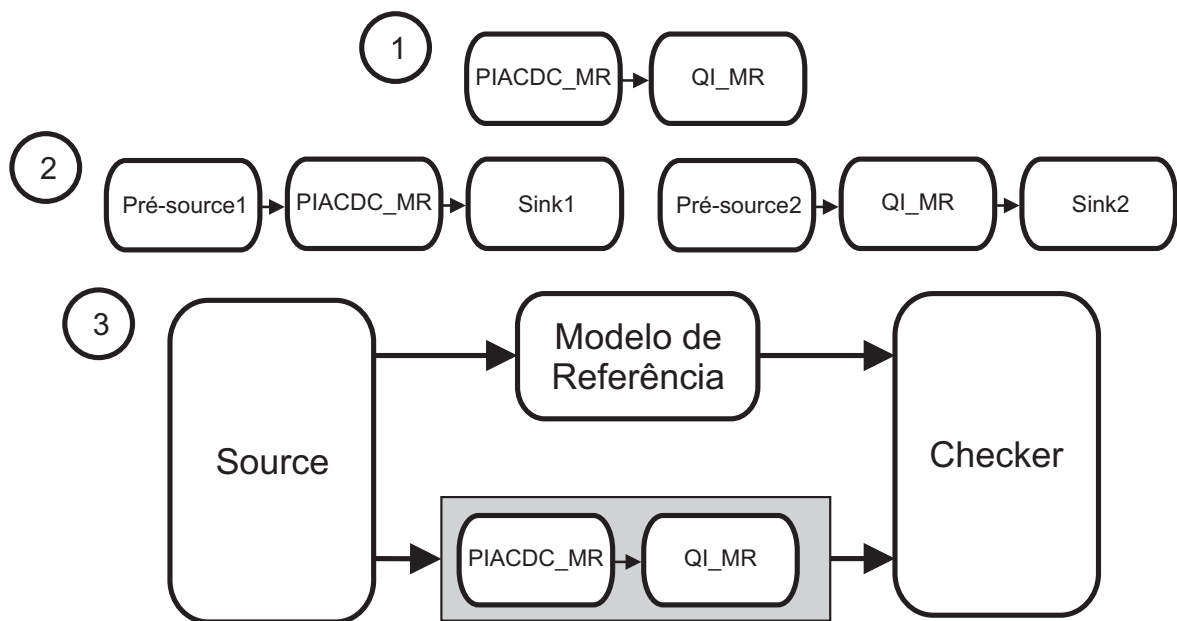 1
PIACDC_MR
QI_MR
2
Pré-source1
PIACDC_MR
Sink1
Pré-source2
QI_MR
Sink2
3
Source
Modelo de
Referência
Checker
PIACDC_MR
QI_MR